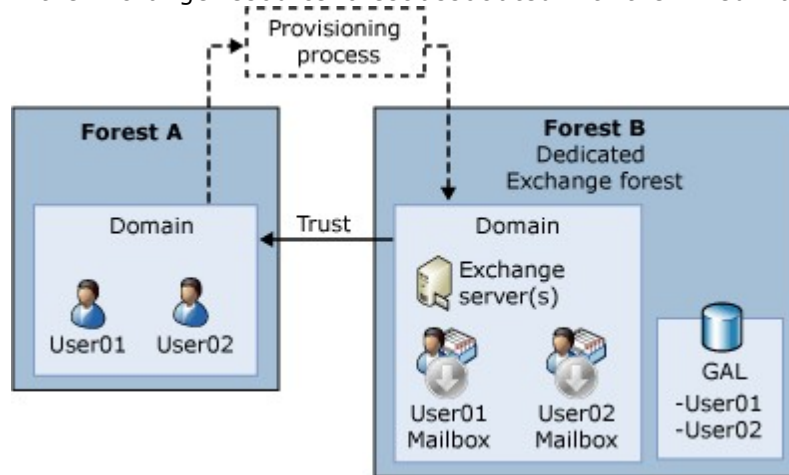 Provisioning
process
Forest A
Domain
User01
User02
Trust
Forest B
Dedicated
Exchange forest
Domain
Exchange
server(s)
User01
Mailbox
User02
Mailbox
GAL
-User01
-User02